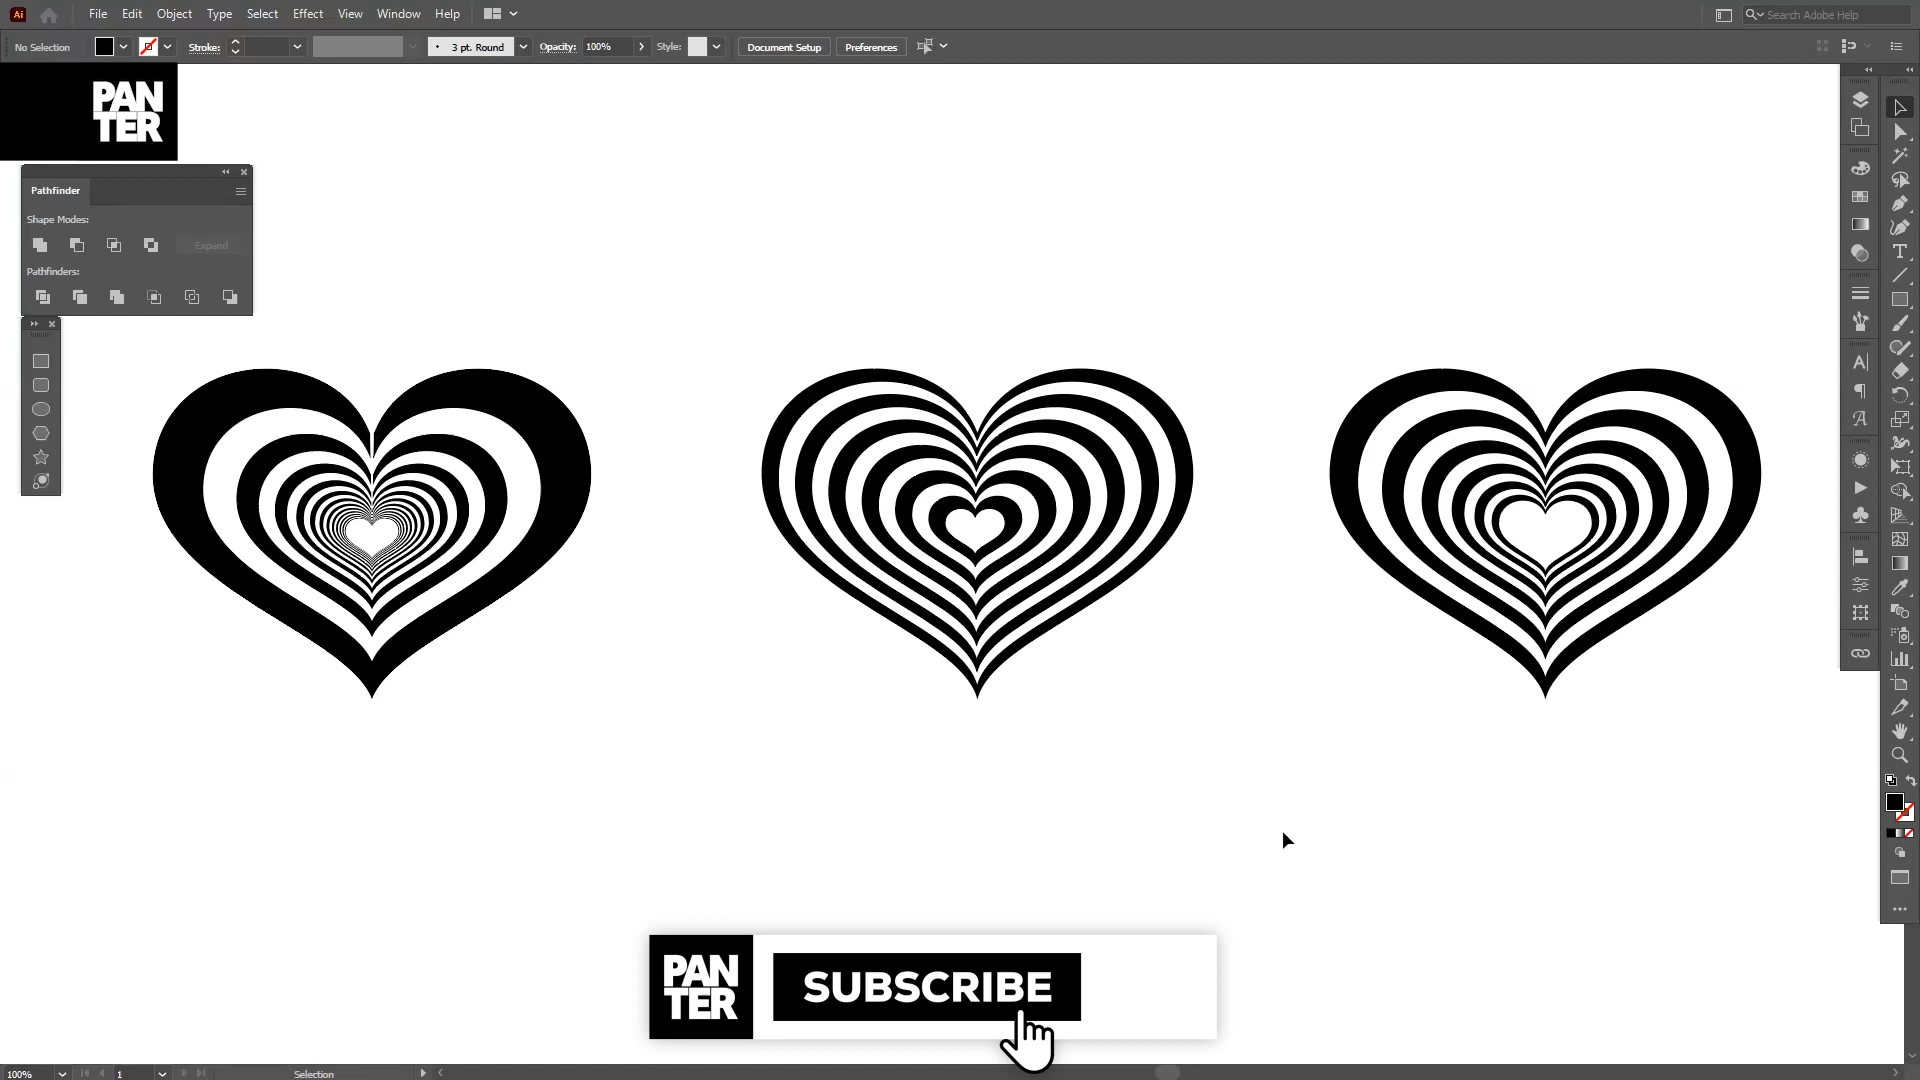 Ai File Edit Object Type Select Effect View Window Help Search Adobe Help
No Selection Stroke: 3 pt. Round Opacity: 100% Style: Document Setup Preferences
PAN
TER
Pathfinder
Shape Modes:
Expand
Pathfinders:
PAN
TER
SUBSCRIBE
100% 1 Selection